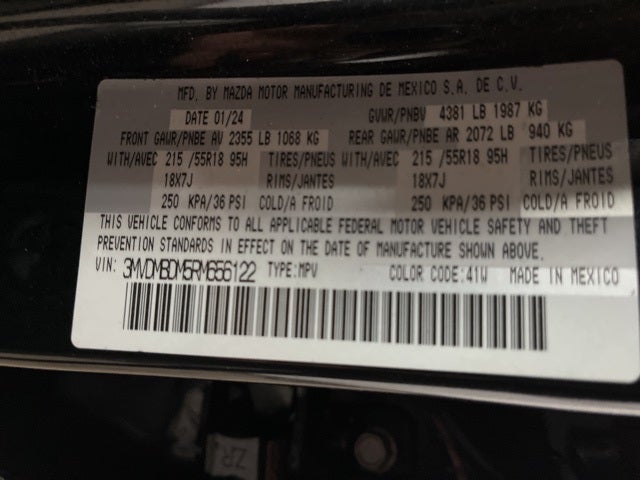 MFD. BY MAZDA MOTOR MANUFACTURING DE MEXICO S.A. DE C.V.
DATE 01/24 GVWR/PNBV 4381 LB 1987 KG
FRONT GAWR/PNBE AV 2355 LB 1068 KG REAR GAWR/PNBE AR 2072 LB 940 KG
WITH/AVEC 215 /55R18 95H TIRES/PNEUS WITH/AVEC 215 /55R18 95H TIRES/PNEUS
18X7J RIMS/JANTES 18X7J RIMS/JANTES
250 KPA/36 PSI COLD/A FROID 250 KPA/36 PSI COLD/A FROID
THIS VEHICLE CONFORMS TO ALL APPLICABLE FEDERAL MOTOR VEHICLE SAFETY AND THEFT
PREVENTION STANDARDS IN EFFECT ON THE DATE OF MANUFACTURE SHOWN ABOVE.
VIN: 3MVDMBDM5RM656122 TYPE:MPV COLOR CODE:41W MADE IN MEXICO
ZR